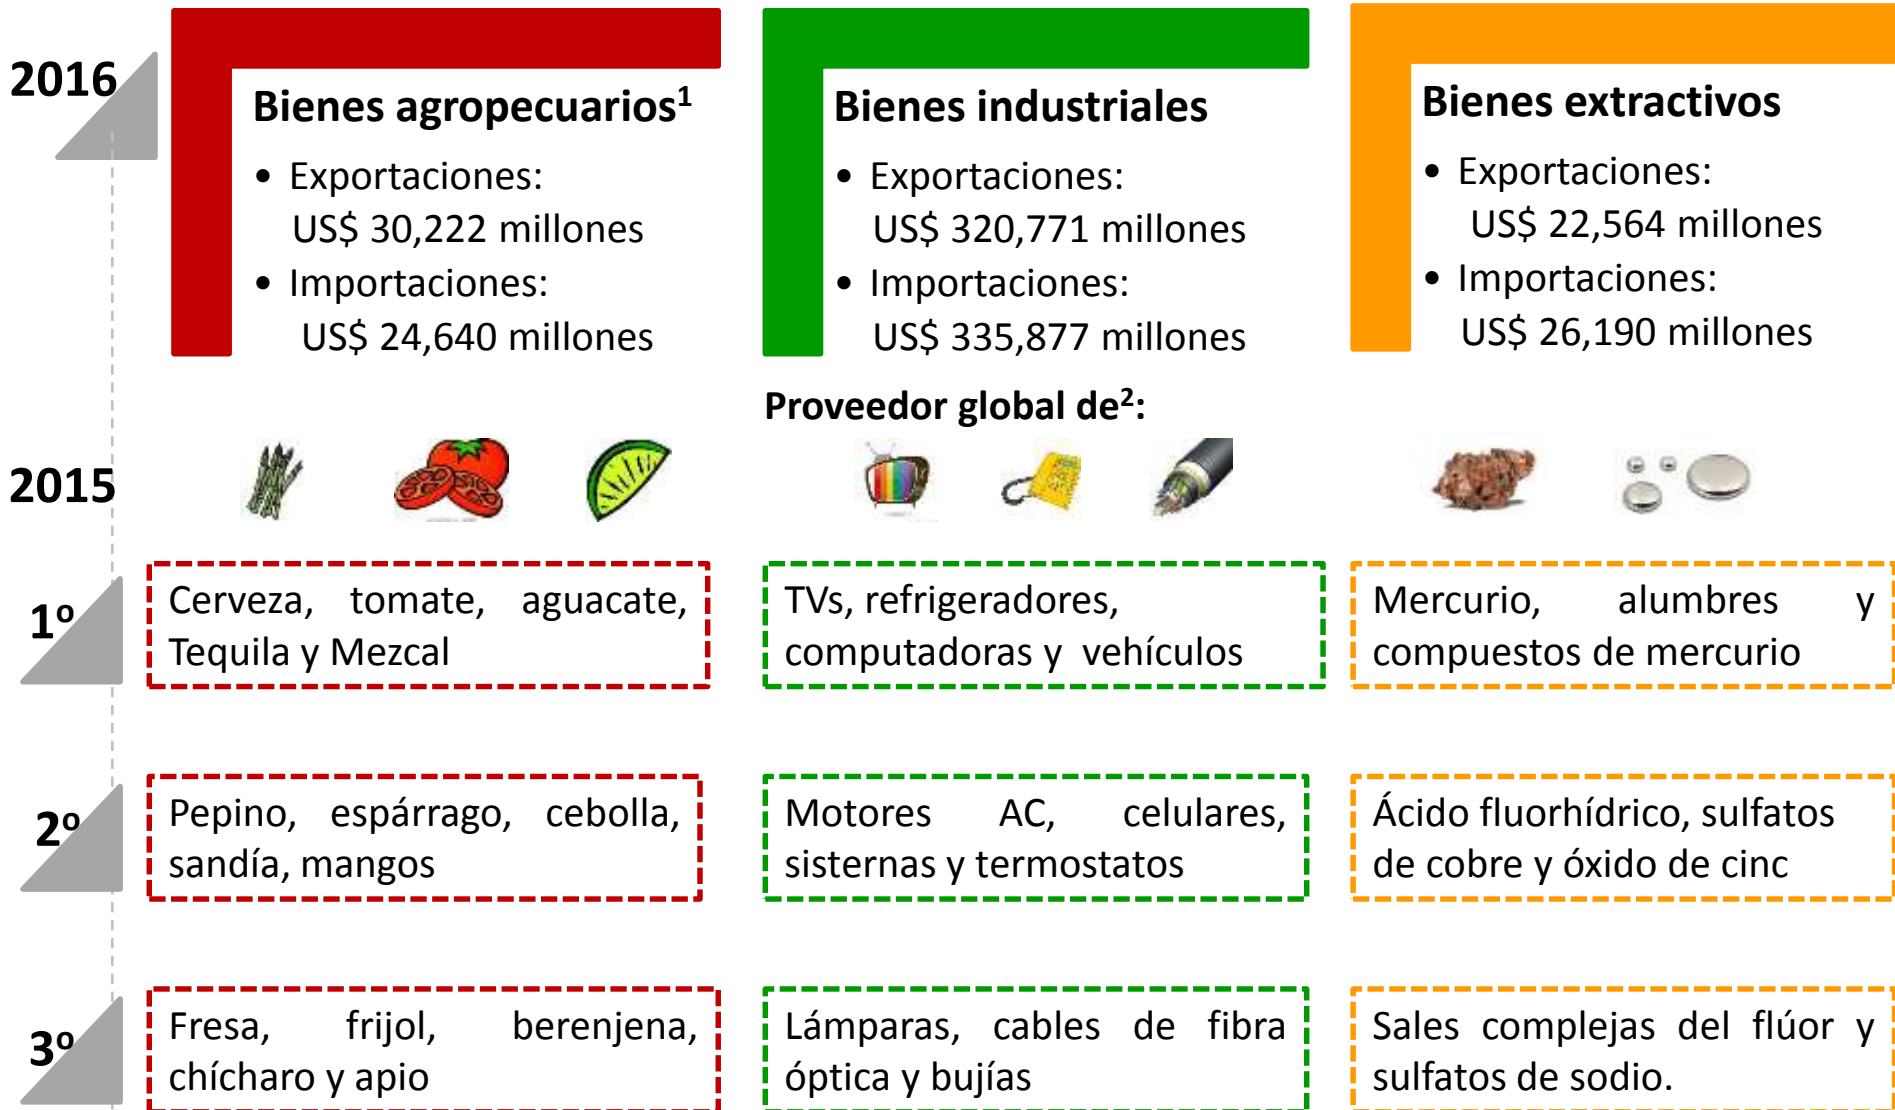 2016
Bienes agropecuarios¹
• Exportaciones:
US$ 30,222 millones
• Importaciones:
US$ 24,640 millones
Bienes industriales
• Exportaciones:
US$ 320,771 millones
• Importaciones:
US$ 335,877 millones
Bienes extractivos
• Exportaciones:
US$ 22,564 millones
• Importaciones:
US$ 26,190 millones
Proveedor global de²:
2015
1º
Cerveza, tomate, aguacate,
Tequila y Mezcal
TVs, refrigeradores,
computadoras y vehículos
Mercurio, alumbres y
compuestos de mercurio
2º
Pepino, espárrago, cebolla,
sandía, mangos
Motores AC, celulares,
sisternas y termostatos
Ácido fluorhídrico, sulfatos
de cobre y óxido de cinc
3º
Fresa, frijol, berenjena,
chícharo y apio
Lámparas, cables de fibra
óptica y bujías
Sales complejas del flúor y
sulfatos de sodio.